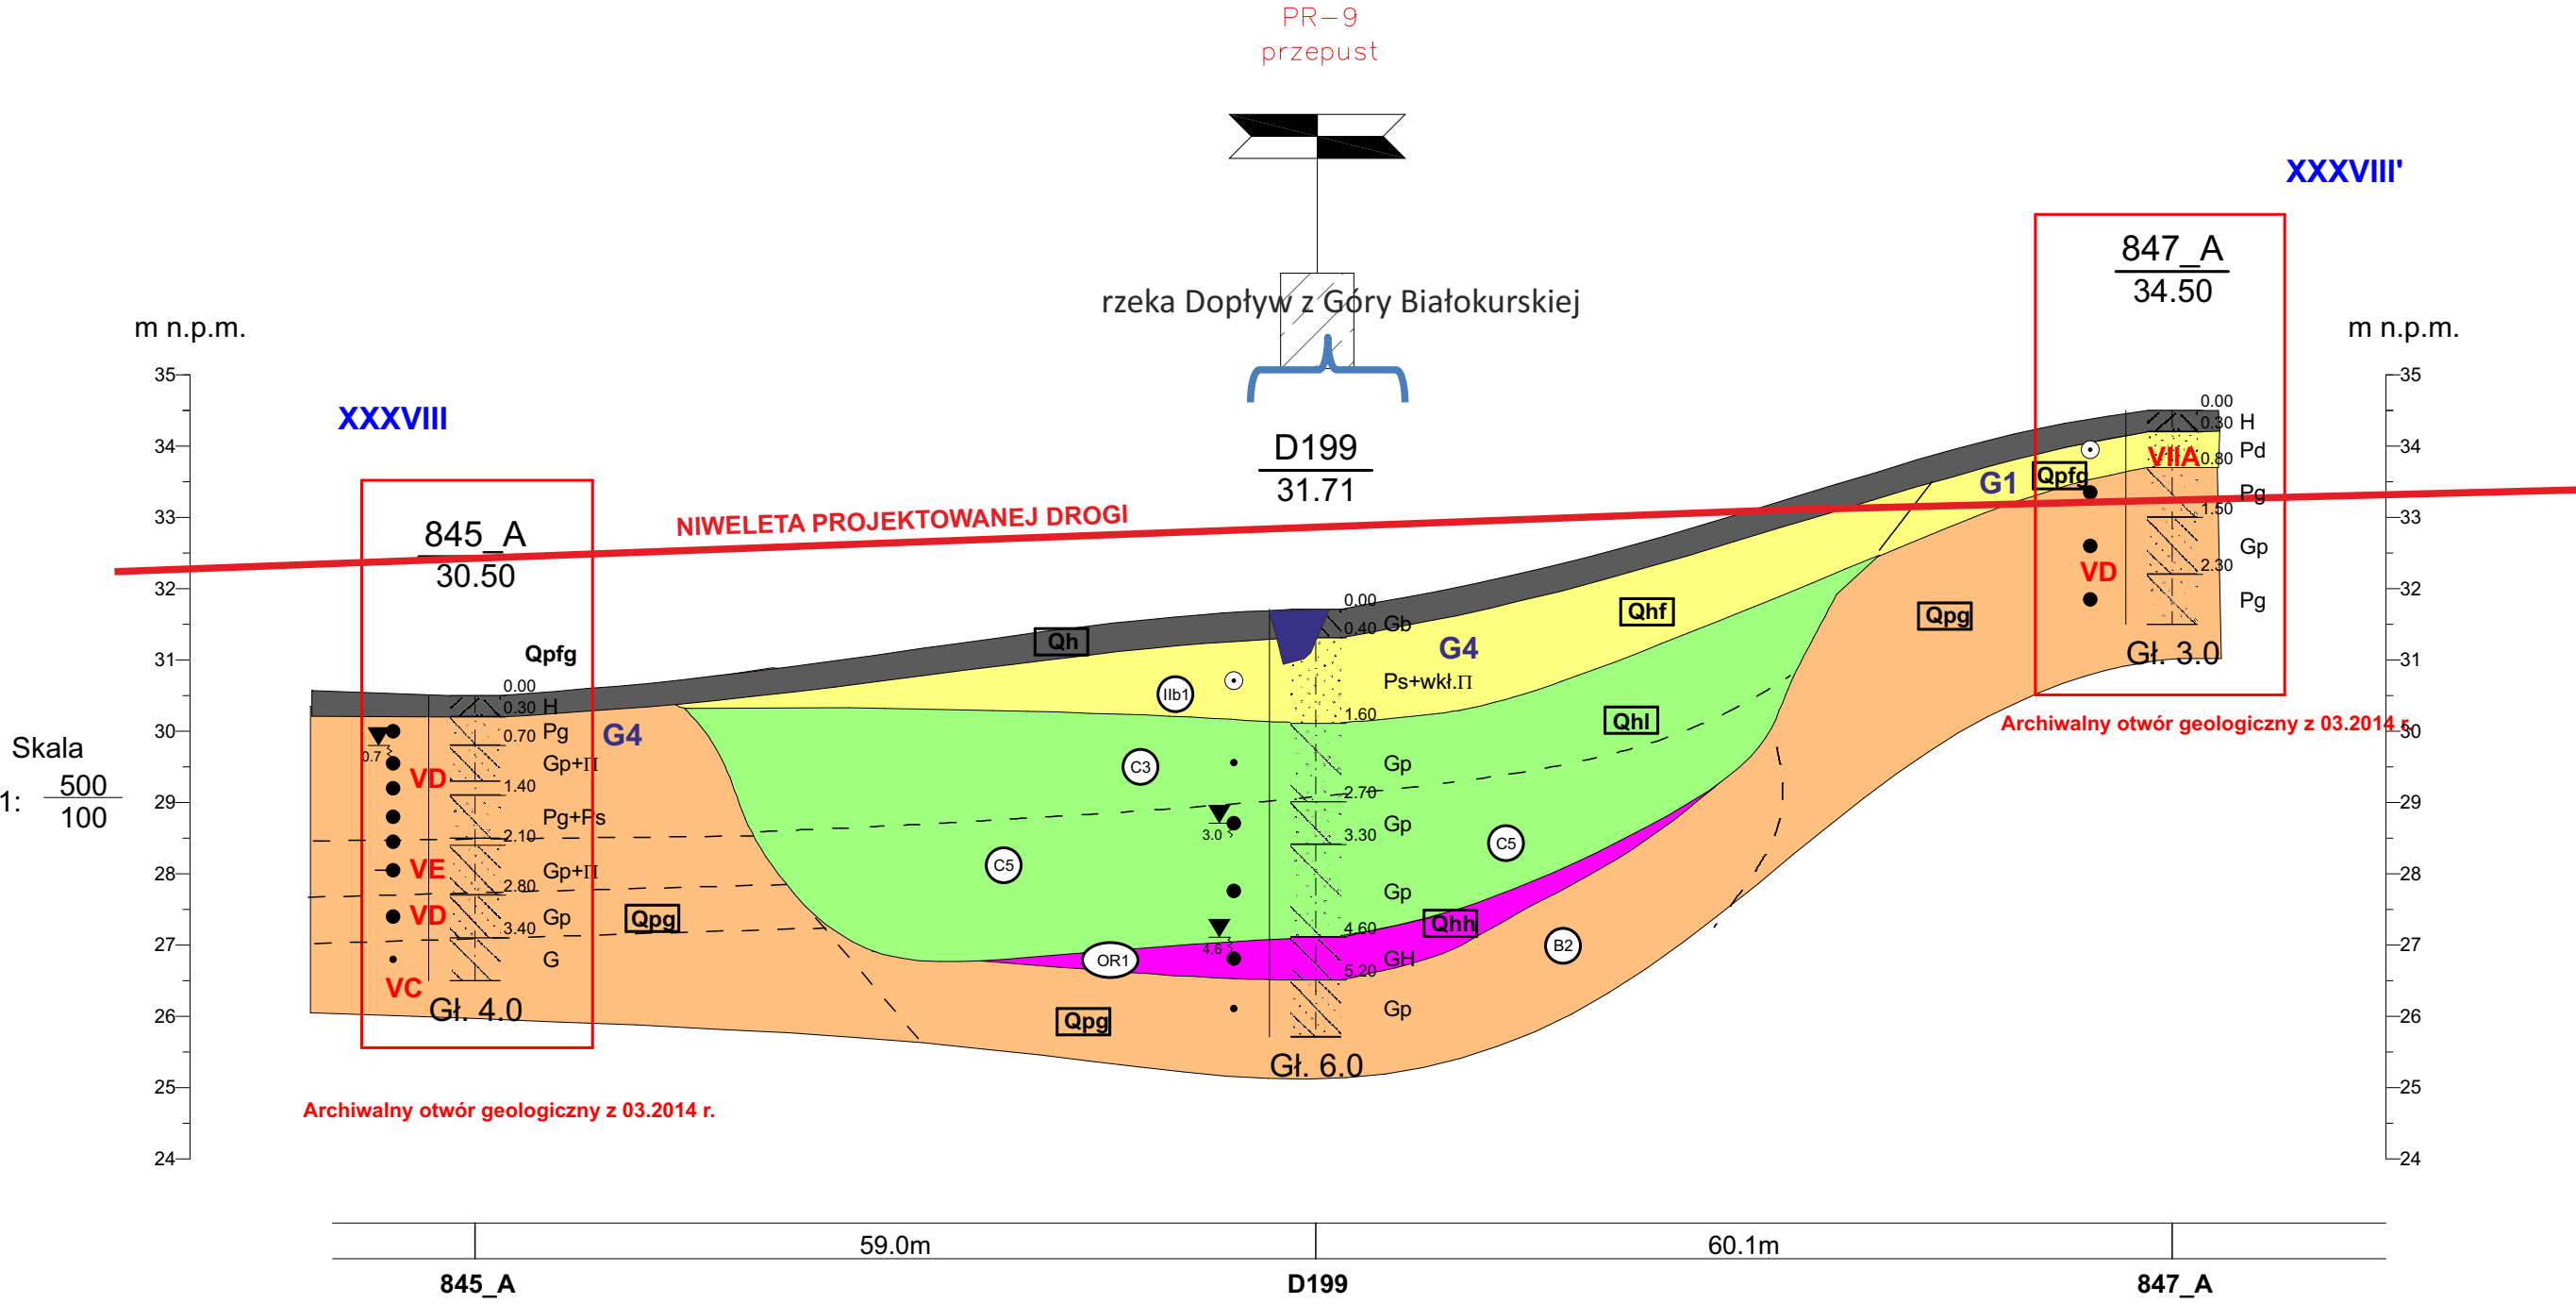 PR-9
przepust
XXXVIII'
847_A
34.50
rzeka Dopływ z Góry Białokurskiej
m n.p.m.
m n.p.m.
XXXVIII
D199
31.71
NIWELETA PROJEKTOWANEJ DROGI
845_A
30.50
35
34
33
32
31
30
29
28
27
26
25
24
Skala
1: 500
100
Qpfg
0.00
0.30 H
0.70 Pg
Gp+Π
1.40
Pg+Ps
2.10
Gp+Π
2.80
Gp
3.40
G
0.7
VD
VE
VD
VC
Gł. 4.0
G4
Qpg
Archiwalny otwór geologiczny z 03.2014 r.
Qh
IIb1
C3
C5
OR1
Qpg
0.00
0.40 Gb
Ps+wkł.Π
1.60
Gp
2.70
3.0
3.30 Gp
Gp
4.60
4.6
GH
5.20
Gp
Gł. 6.0
G4
Qhf
Qhl
C5
Qhh
B2
Qpg
G1
Qpfg
0.00
0.30 H
Pd
VIIA
0.80
Pg
1.50
Gp
2.30
VD
Pg
Gł. 3.0
Archiwalny otwór geologiczny z 03.2014 r.
35
34
33
32
31
30
29
28
27
26
25
24
59.0m
60.1m
845_A
D199
847_A